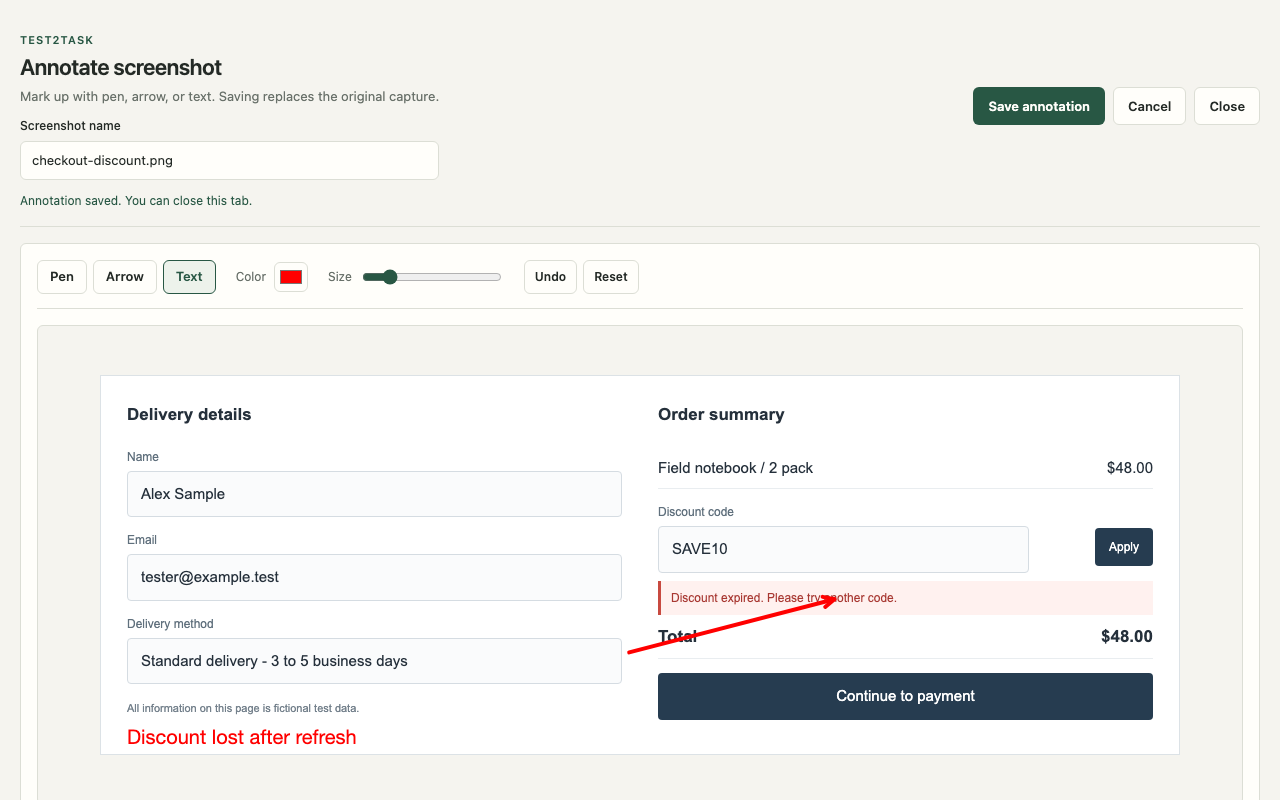 TEST2TASK
Annotate screenshot
Mark up with pen, arrow, or text. Saving replaces the original capture.
Screenshot name
checkout-discount.png
Annotation saved. You can close this tab.
Save annotation
Cancel
Close
Pen
Arrow
Text
Color
Size
Undo
Reset
Delivery details
Name
Alex Sample
Email
tester@example.test
Delivery method
Standard delivery - 3 to 5 business days
All information on this page is fictional test data.
Discount lost after refresh
Order summary
Field notebook / 2 pack $48.00
Discount code
SAVE10
Apply
Discount expired. Please try another code.
Total $48.00
Continue to payment